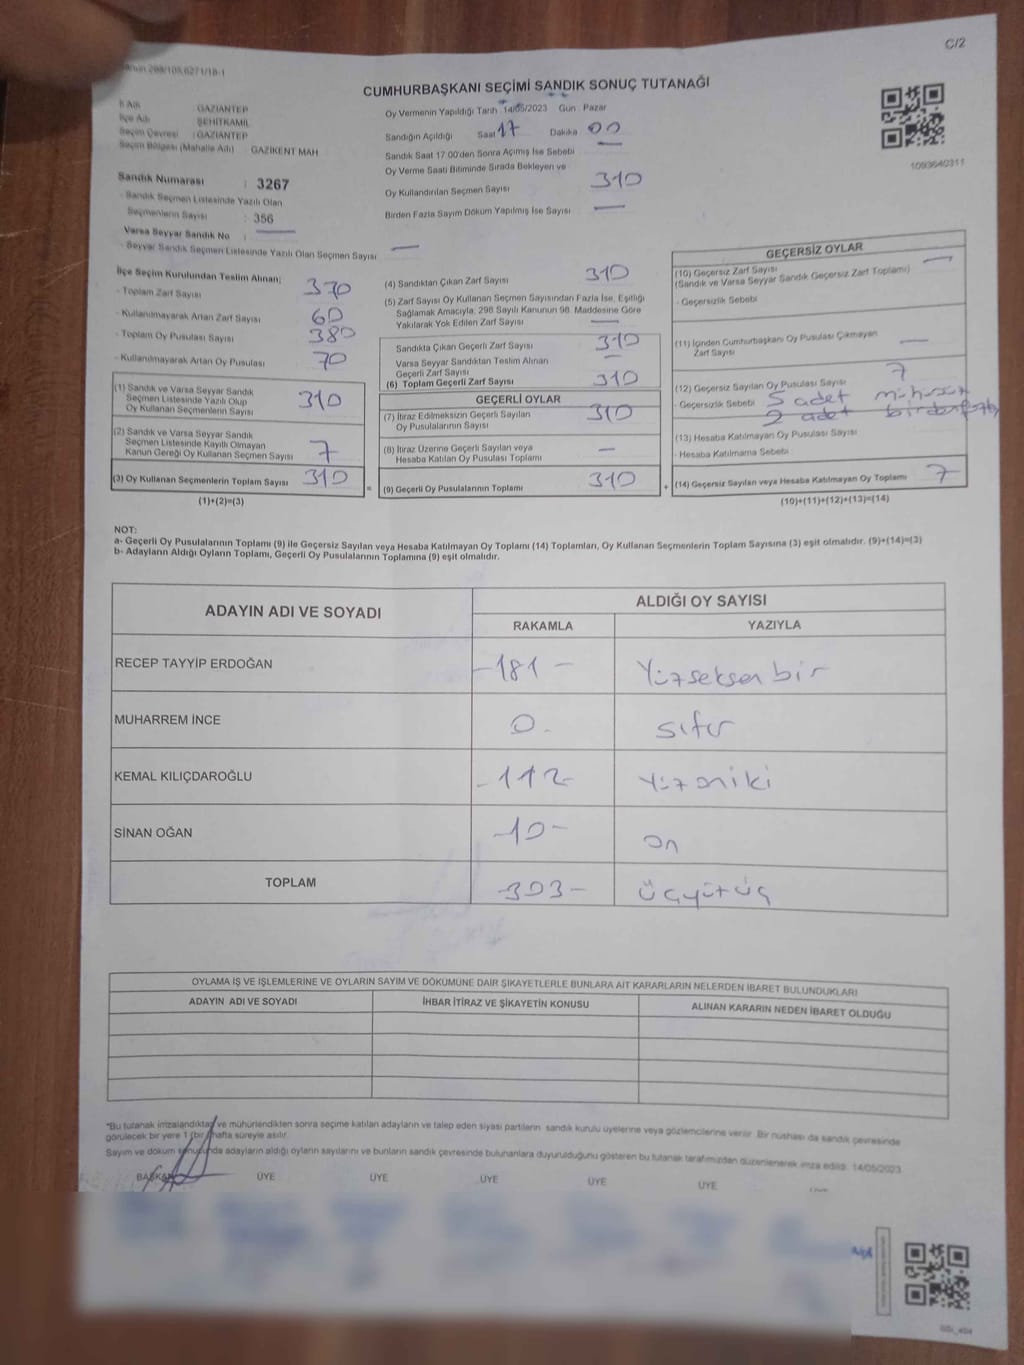 C/2
CUMHURBAŞKANI SEÇİMİ SANDIK SONUÇ TUTANAĞI
İl Adı GAZİANTEP
İlçe Adı ŞEHİTKAMİL
Seçim Çevresi : GAZİANTEP
Seçim Bölgesi (Mahalle Adı) : GAZİKENT MAH
Sandık Numarası : 3267
- Sandık Seçmen Listesinde Yazılı Olan
Seçmenlerin Sayısı : 356
Varsa Seyyar Sandık No : —
- Seyyar Sandık Seçmen Listesinde Yazılı Olan Seçmen Sayısı —
Oy Vermenin Yapıldığı Tarih 14/05/2023 Gün : Pazar
Sandığın Açıldığı Saat 17 Dakika 00
Sandık Saat 17:00'den Sonra Açılmış İse Sebebi —
Oy Verme Saati Bitiminde Sırada Bekleyen ve
Oy Kullandırılan Seçmen Sayısı 310
Birden Fazla Sayım Döküm Yapılmış İse Sayısı —
1093640311
İlçe Seçim Kurulundan Teslim Alınan;
- Toplam Zarf Sayısı 370
- Kullanılmayarak Artan Zarf Sayısı 60
- Toplam Oy Pusulası Sayısı 380
- Kullanılmayarak Artan Oy Pusulası 70
(1) Sandık ve Varsa Seyyar Sandık
Seçmen Listesinde Yazılı Olup
Oy Kullanan Seçmenlerin Sayısı 310
(2) Sandık ve Varsa Seyyar Sandık
Seçmen Listesinde Kayıtlı Olmayan
Kanun Gereği Oy Kullanan Seçmen Sayısı 7
(3) Oy Kullanan Seçmenlerin Toplam Sayısı 310
(1)+(2)=(3)
(4) Sandıktan Çıkan Zarf Sayısı 310
(5) Zarf Sayısı Oy Kullanan Seçmen Sayısından Fazla İse, Eşitliği
Sağlamak Amacıyla, 298 Sayılı Kanunun 98. Maddesine Göre
Yakılarak Yok Edilen Zarf Sayısı —
Sandıkta Çıkan Geçerli Zarf Sayısı 310
Varsa Seyyar Sandıktan Teslim Alınan
Geçerli Zarf Sayısı —
(6) Toplam Geçerli Zarf Sayısı 310
GEÇERLİ OYLAR
(7) İtiraz Edilmeksizin Geçerli Sayılan
Oy Pusulalarının Sayısı 310
(8) İtiraz Üzerine Geçerli Sayılan veya
Hesaba Katılan Oy Pusulası Toplamı —
= (9) Geçerli Oy Pusulalarının Toplamı 310
GEÇERSİZ OYLAR
(10) Geçersiz Zarf Sayısı —
(Sandık ve Varsa Seyyar Sandık Geçersiz Zarf Toplamı)
- Geçersizlik Sebebi
(11) İçinden Cumhurbaşkanı Oy Pusulası Çıkmayan
Zarf Sayısı —
(12) Geçersiz Sayılan Oy Pusulası Sayısı 7
- Geçersizlik Sebebi 5 adet mühürsüz
2 adet birden fazla
(13) Hesaba Katılmayan Oy Pusulası Sayısı
- Hesaba Katılmama Sebebi :
+ (14) Geçersiz Sayılan veya Hesaba Katılmayan Oy Toplamı 7
(10)+(11)+(12)+(13)=(14)
NOT:
a- Geçerli Oy Pusulalarının Toplamı (9) ile Geçersiz Sayılan veya Hesaba Katılmayan Oy Toplamı (14) Toplamları, Oy Kullanan Seçmenlerin Toplam Sayısına (3) eşit olmalıdır. (9)+(14)=(3)
b- Adayların Aldığı Oyların Toplamı, Geçerli Oy Pusulalarının Toplamına (9) eşit olmalıdır.
ADAYIN ADI VE SOYADI ALDIĞI OY SAYISI
RAKAMLA YAZIYLA
RECEP TAYYİP ERDOĞAN -181- Yüzseksen bir
MUHARREM İNCE 0. sıfır
KEMAL KILIÇDAROĞLU -112- Yüz oniki
SİNAN OĞAN -10- on
TOPLAM -303- üçyüzüç
OYLAMA İŞ VE İŞLEMLERİNE VE OYLARIN SAYIM VE DÖKÜMÜNE DAİR ŞİKAYETLERLE BUNLARA AİT KARARLARIN NELERDEN İBARET BULUNDUKLARI
ADAYIN ADI VE SOYADI İHBAR İTİRAZ VE ŞİKAYETİN KONUSU ALINAN KARARIN NEDEN İBARET OLDUĞU
*Bu tutanak imzalandıktan ve mühürlendikten sonra seçime katılan adayların ve talep eden siyasi partilerin sandık kurulu üyelerine veya gözlemcilerine verilir. Bir nüshası da sandık çevresinde
görülecek bir yere 1 (bir) hafta süreyle asılır.
Sayım ve döküm sonucunda adayların aldığı oyların sayılarını ve bunların sandık çevresinde bulunanlara duyurulduğunu gösteren bu tutanak tarafımızdan düzenlenerek imza edildi. 14/05/2023
BAŞKAN ÜYE ÜYE ÜYE ÜYE ÜYE